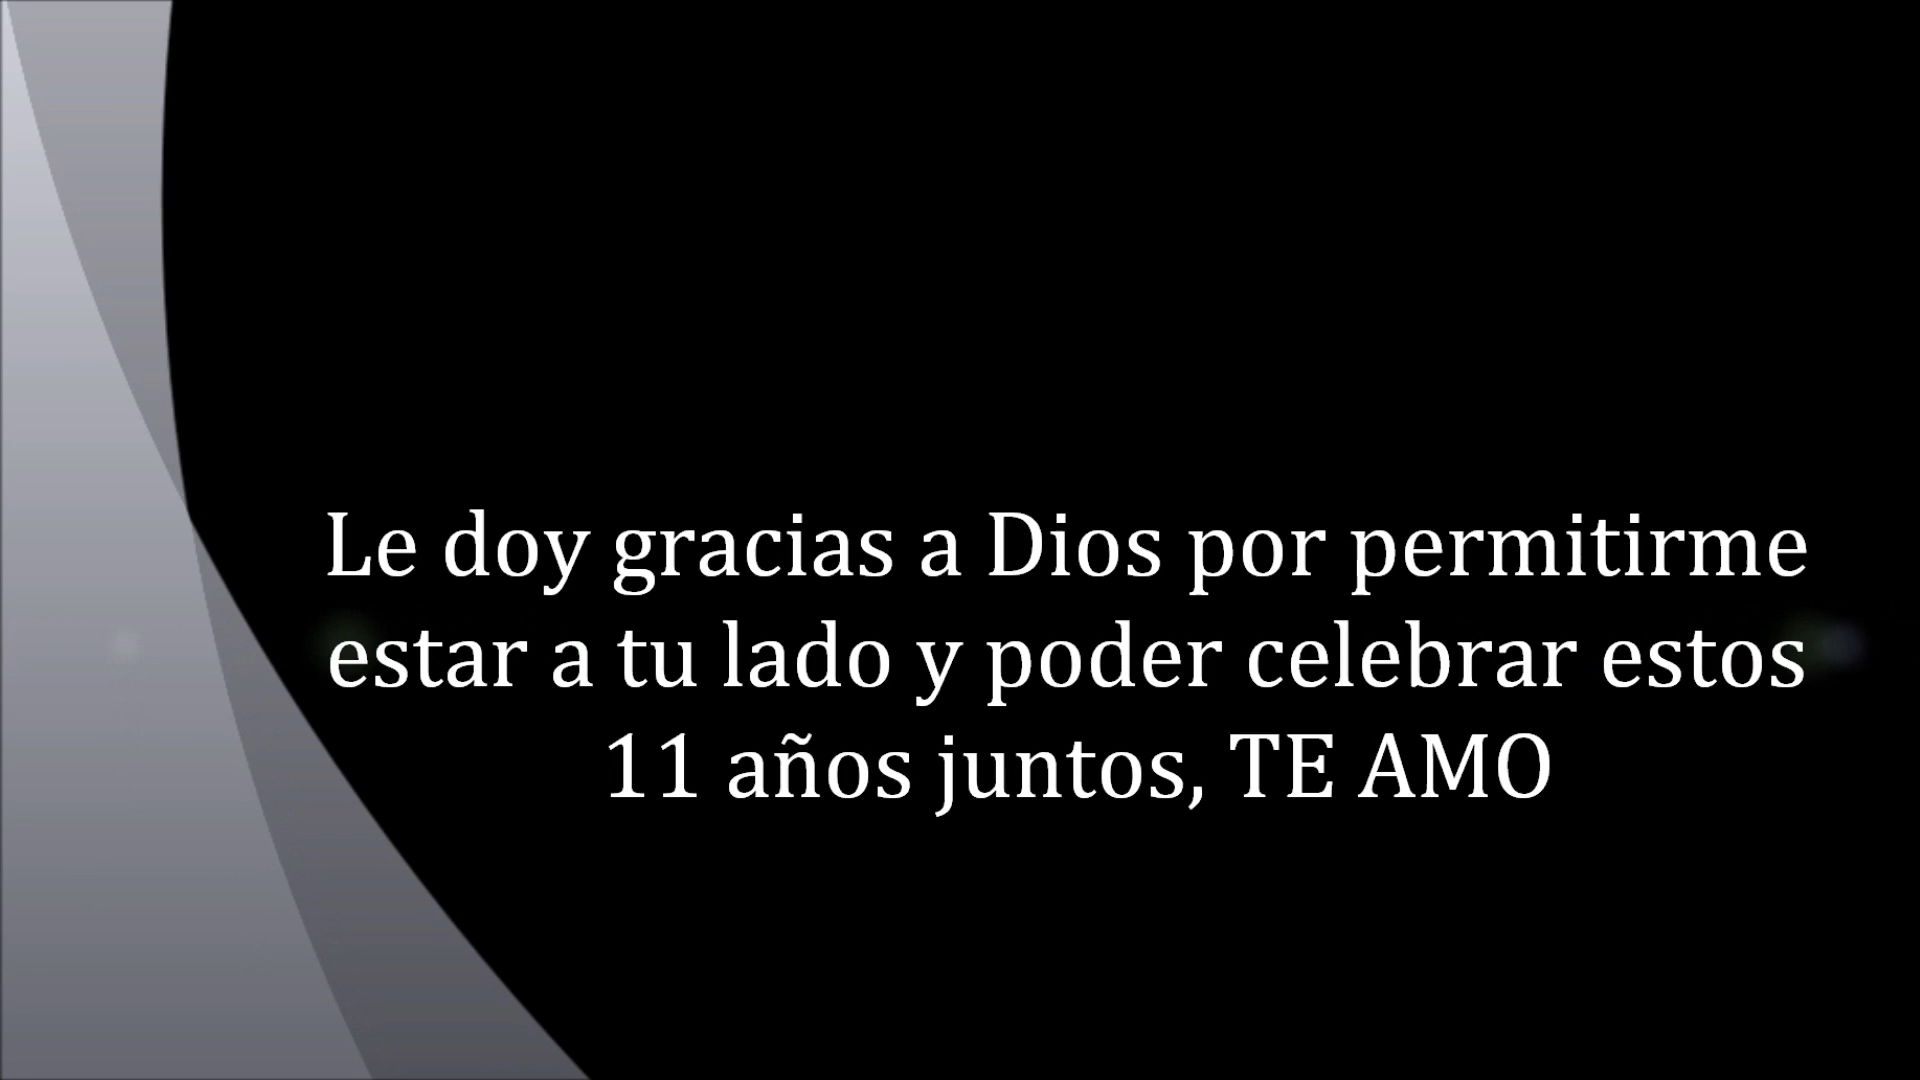 Le doy gracias a Dios por permitirme
estar a tu lado y poder celebrar estos
11 años juntos, TE AMO